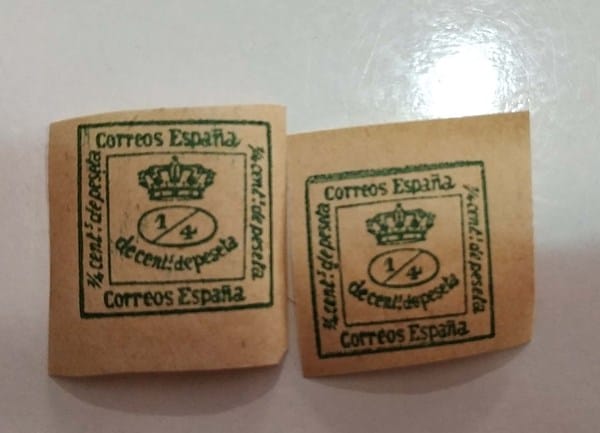 Correos España
¼ cent.ˢ de peseta
¼ cent.ˢ de peseta
1/4
de cent.ˢ de peseta
Correos España
Correos España
¼ cent.ˢ de peseta
¼ cent.ˢ de peseta
1/4
de cent.ˢ de peseta
Correos España